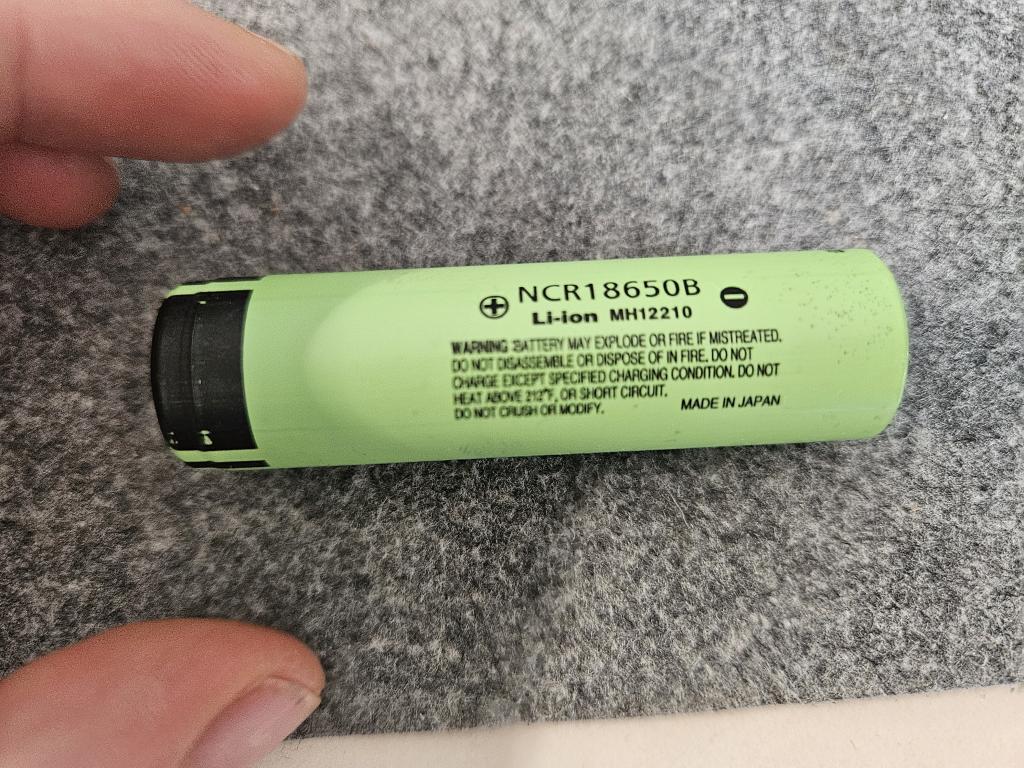 + NCR18650B -
Li-ion MH12210
WARNING: BATTERY MAY EXPLODE OR FIRE IF MISTREATED.
DO NOT DISASSEMBLE OR DISPOSE OF IN FIRE. DO NOT
CHARGE EXCEPT SPECIFIED CHARGING CONDITION. DO NOT
HEAT ABOVE 212°F, OR SHORT CIRCUIT.
DO NOT CRUSH OR MODIFY. MADE IN JAPAN